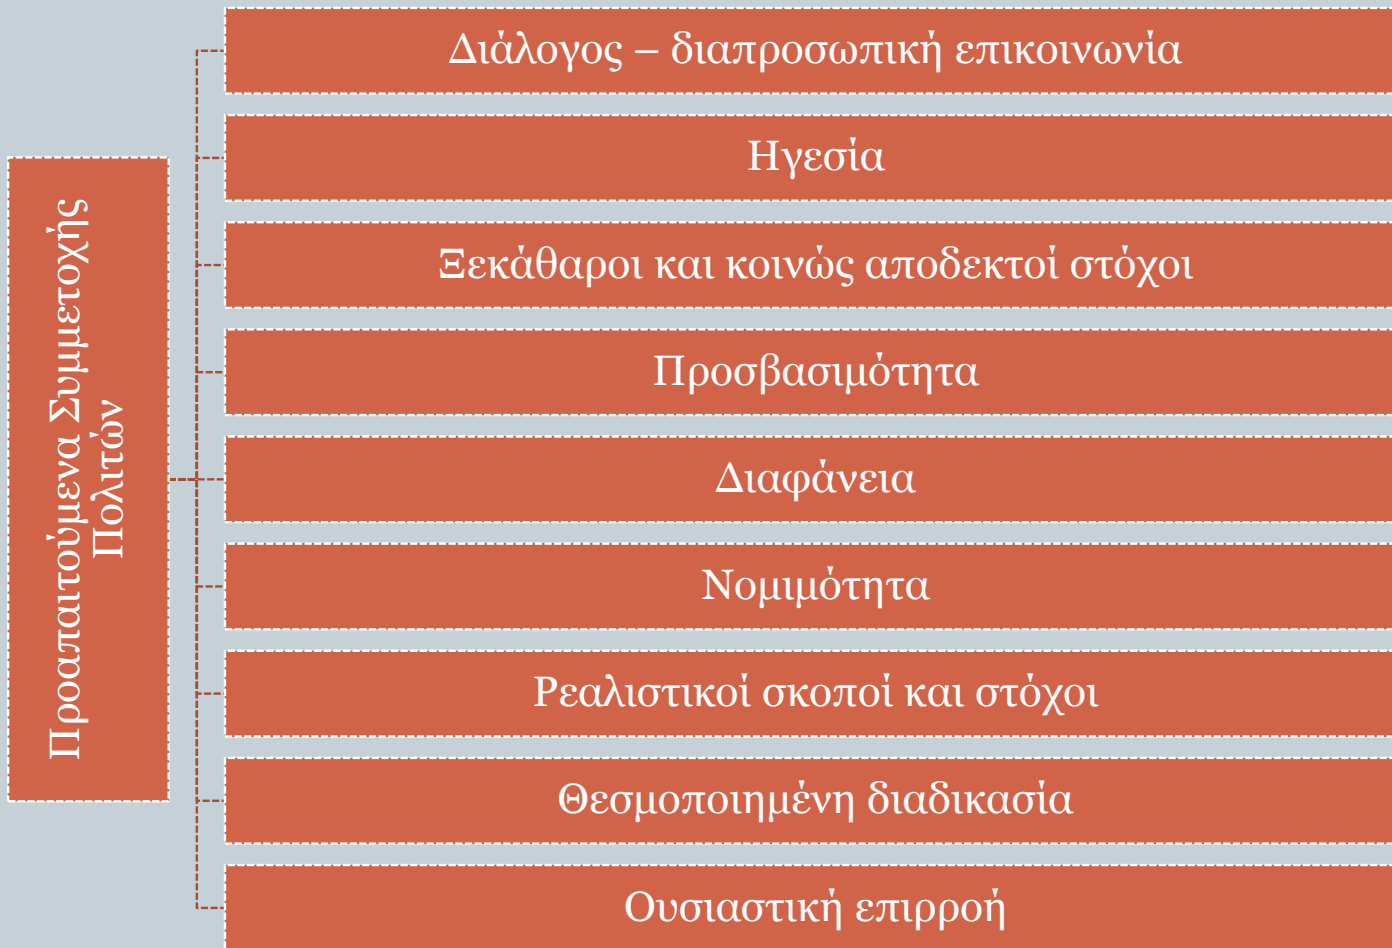 Προαπαιτούμενα Συμμετοχής
Πολιτών
Διάλογος – διαπροσωπική επικοινωνία
Ηγεσία
Ξεκάθαροι και κοινώς αποδεκτοί στόχοι
Προσβασιμότητα
Διαφάνεια
Νομιμότητα
Ρεαλιστικοί σκοποί και στόχοι
Θεσμοποιημένη διαδικασία
Ουσιαστική επιρροή